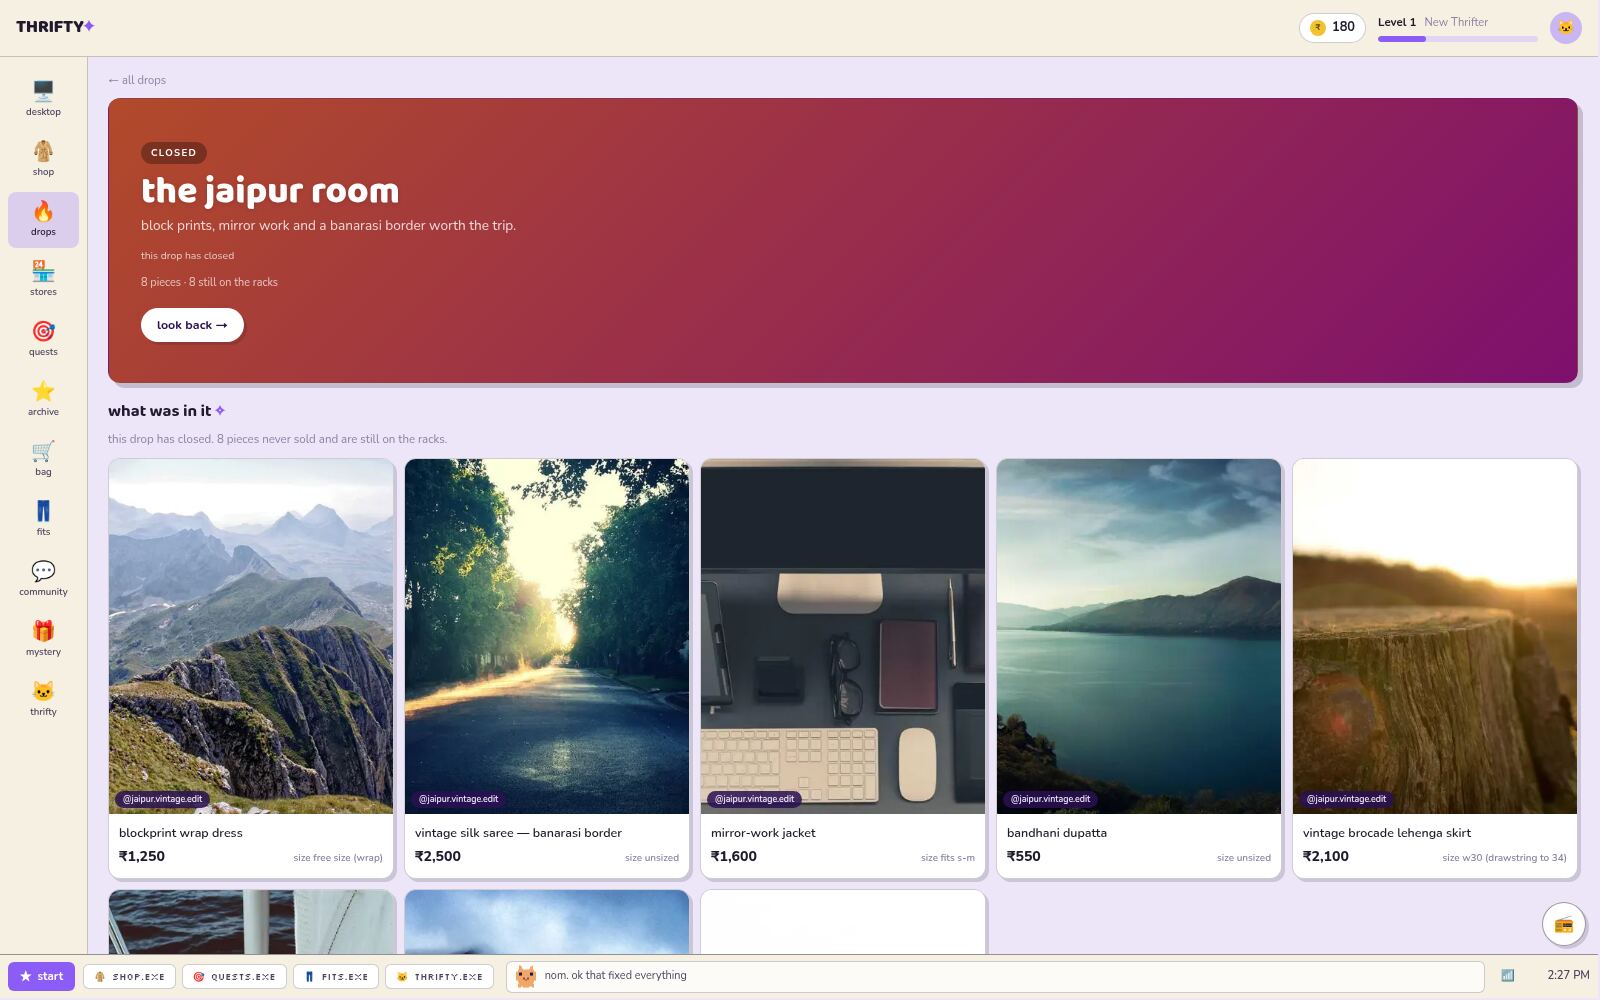 THRIFTY✦
₹ 180
Level 1 New Thrifter
← all drops
desktop
shop
drops
stores
quests
archive
bag
fits
community
mystery
thrifty
CLOSED
the jaipur room
block prints, mirror work and a banarasi border worth the trip.
this drop has closed
8 pieces · 8 still on the racks
look back →
what was in it ✧
this drop has closed. 8 pieces never sold and are still on the racks.
@jaipur.vintage.edit
blockprint wrap dress
₹1,250 size free size (wrap)
@jaipur.vintage.edit
vintage silk saree — banarasi border
₹2,500 size unsized
@jaipur.vintage.edit
mirror-work jacket
₹1,600 size fits s-m
@jaipur.vintage.edit
bandhani dupatta
₹550 size unsized
@jaipur.vintage.edit
vintage brocade lehenga skirt
₹2,100 size w30 (drawstring to 34)
★ start
SHOP.EXE
QUESTS.EXE
FITS.EXE
THRIFTY.EXE
nom. ok that fixed everything
2:27 PM